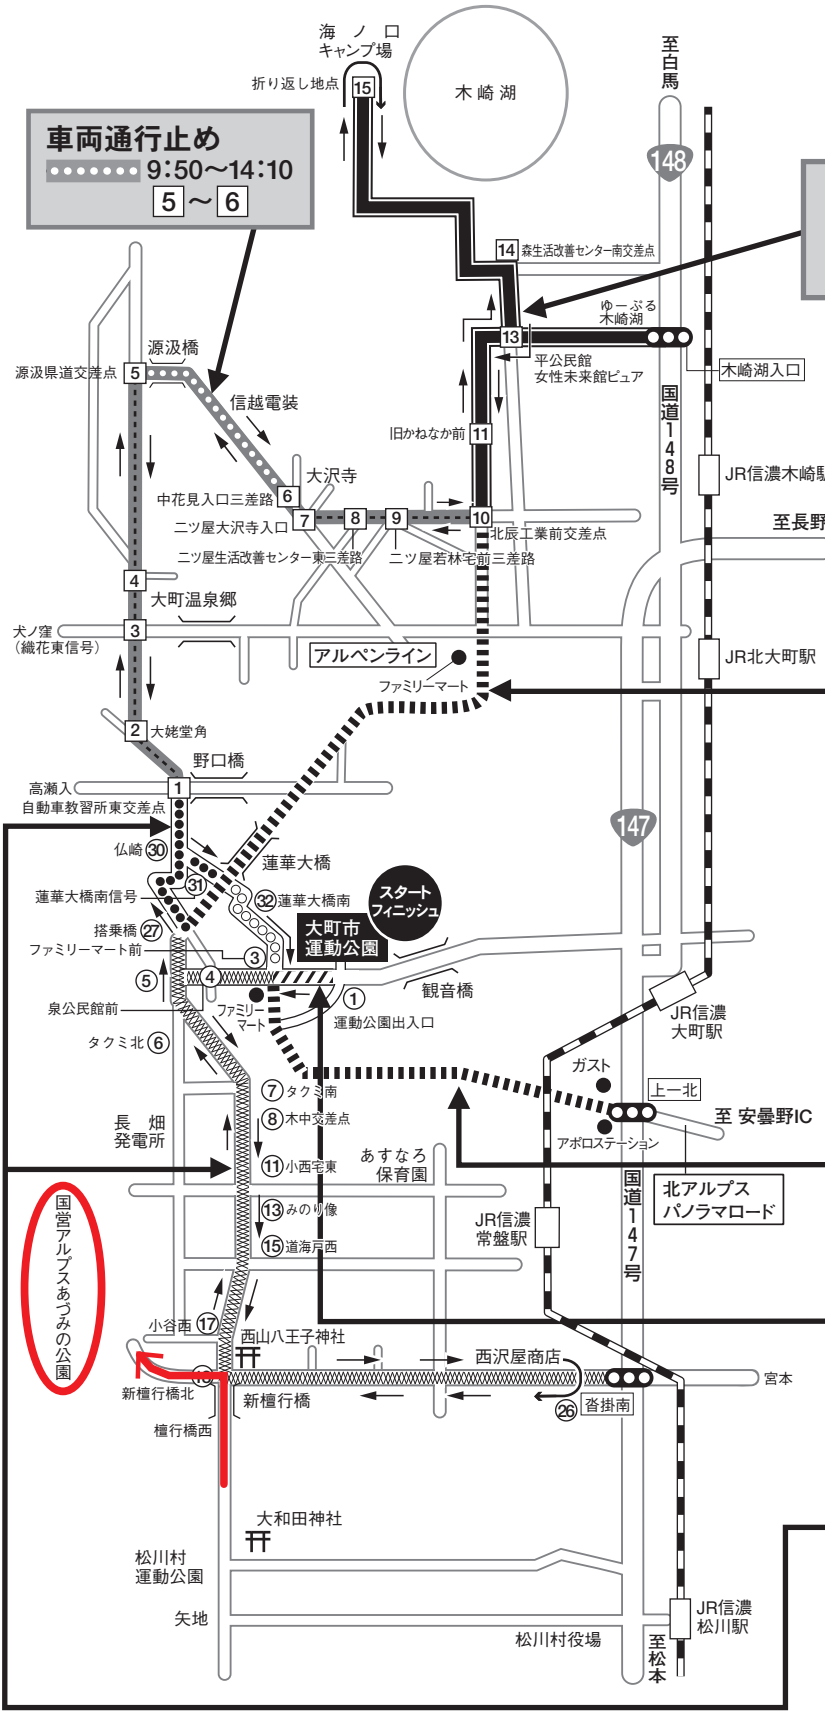 海ノ口
キャンプ場
折り返し地点
15
木崎湖
至白馬
148
車両通行止め
9:50〜14:10
5 〜 6
14
森生活改善センター南交差点
ゆーぷる
木崎湖
13
平公民館
女性未来館ピュア
木崎湖入口
源汲橋
源汲県道交差点
5
信越電装
国道148号
旧かねなか前
11
大沢寺
JR信濃木崎駅
中花見入口三差路
6
二ツ屋大沢寺入口
7
8
9
10
北辰工業前交差点
至長野
二ツ屋生活改善センター東三差路
二ツ屋若林宅前三差路
4
大町温泉郷
犬ノ窪
(織花東信号)
3
アルペンライン
ファミリーマート
JR北大町駅
2
大姥堂角
野口橋
高瀬入
1
自動車教習所東交差点
147
仏崎
30
蓮華大橋
31
蓮華大橋南信号
32
蓮華大橋南
スタート
フィニッシュ
搭乗橋
27
大町市
運動公園
ファミリーマート前
3
観音橋
5
4
1
泉公民館前
ファミリー
マート
運動公園出入口
JR信濃
大町駅
タクミ北
6
ガスト
7
タクミ南
上一北
長畑
発電所
8
木中交差点
至 安曇野IC
アポロステーション
あすなろ
保育園
11
小西宅東
北アルプス
パノラマロード
国営アルプスあづみの公園
13
みのり像
国道147号
JR信濃
常盤駅
15
道海戸西
小谷西
17
西山八王子神社
西沢屋商店
新檀行橋北
新檀行橋
宮本
26
沓掛南
檀行橋西
大和田神社
松川村
運動公園
矢地
JR信濃
松川駅
松川村役場
至松本